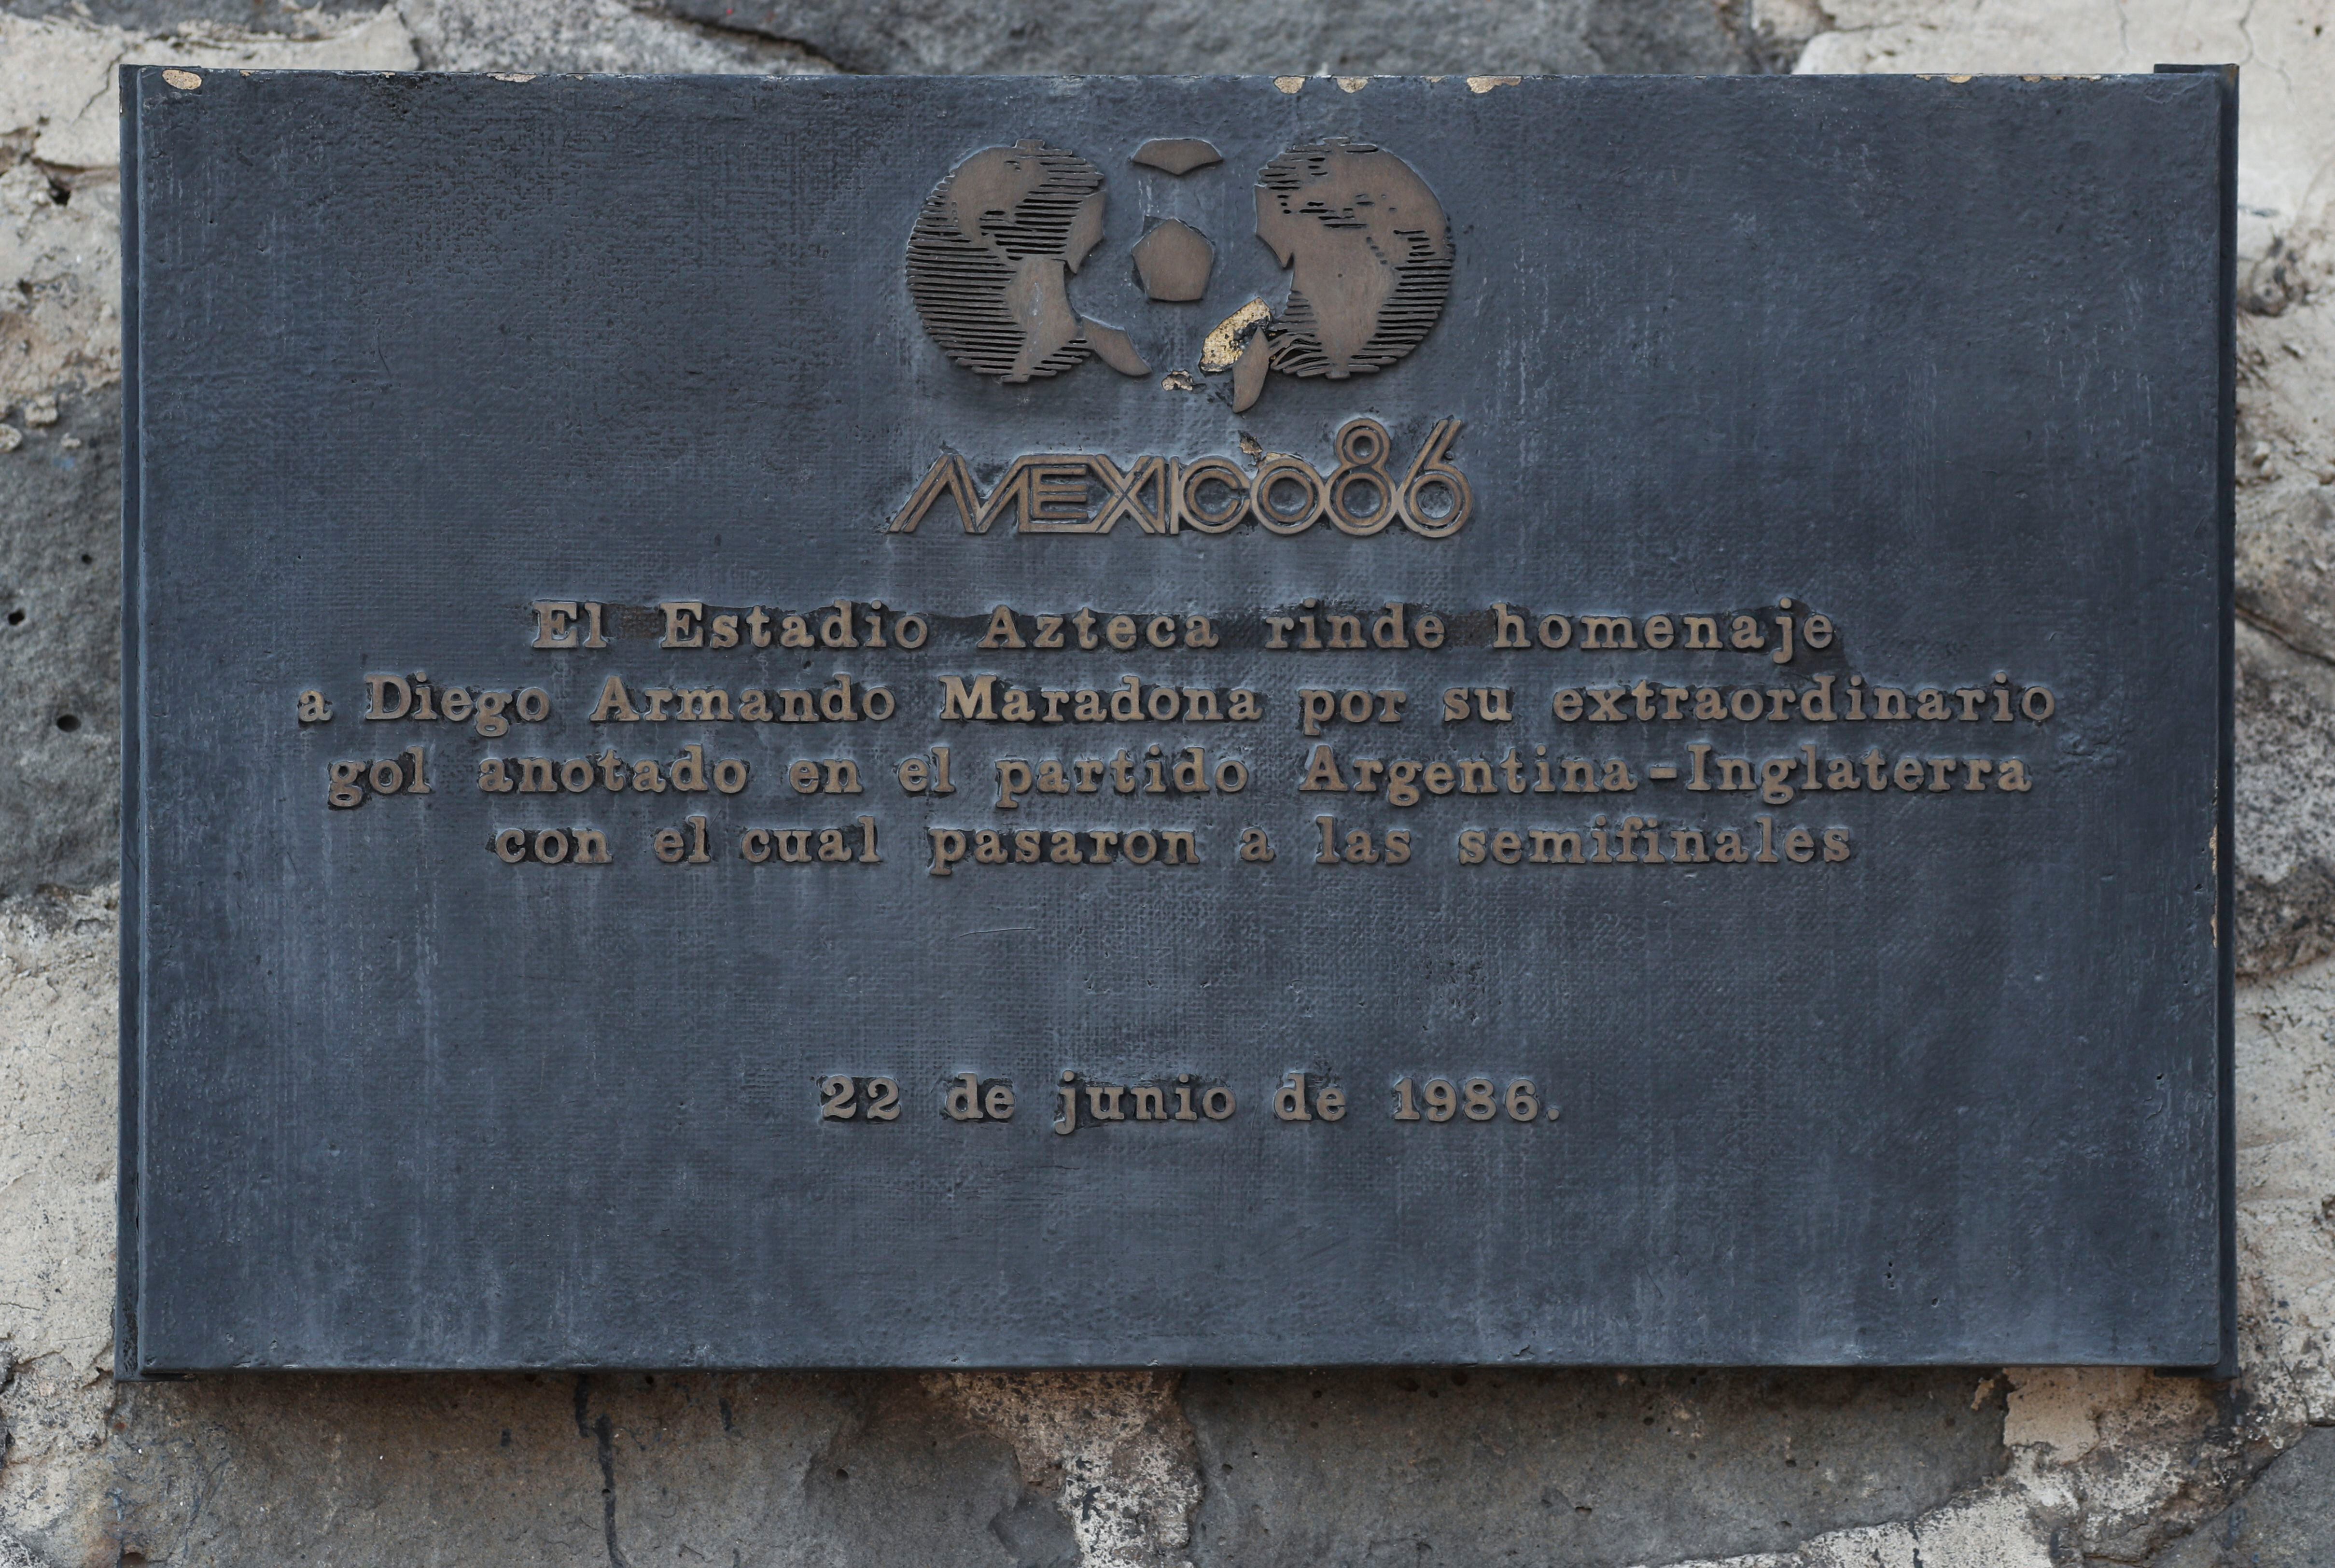 MEXICO86
El Estadio Azteca rinde homenaje
a Diego Armando Maradona por su extraordinario
gol anotado en el partido Argentina-Inglaterra
con el cual pasaron a las semifinales
22 de junio de 1986.